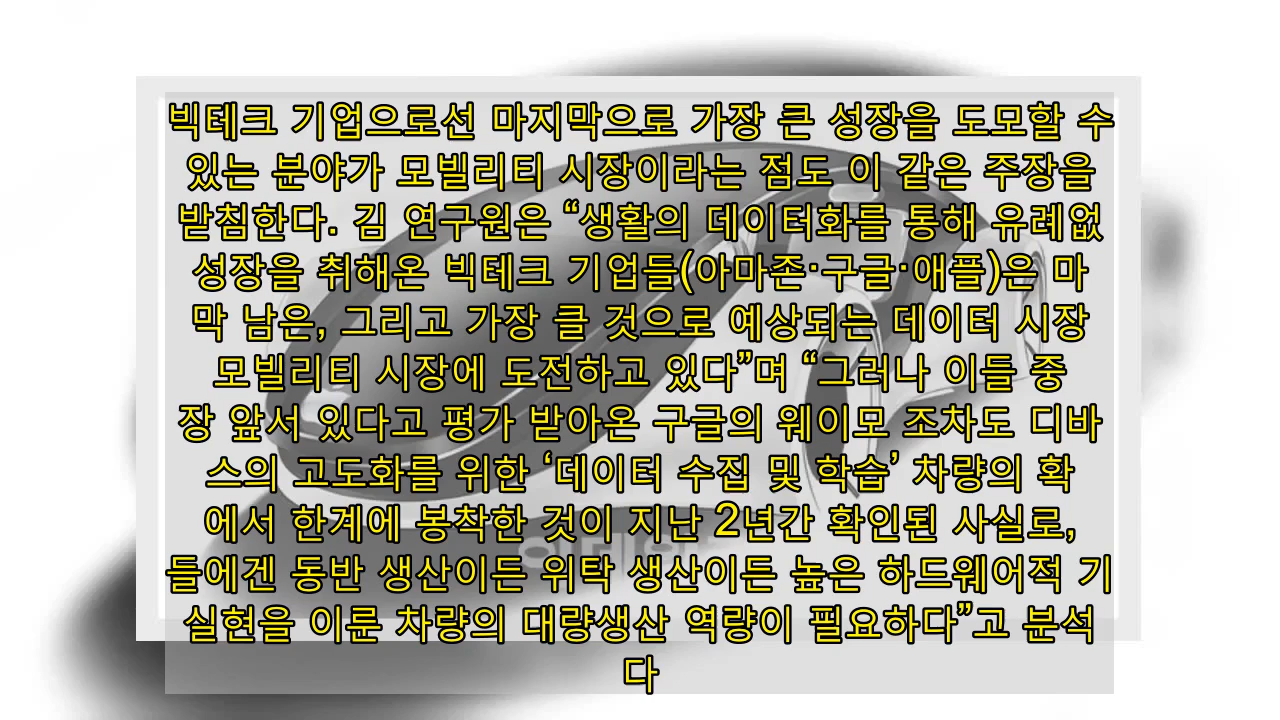 빅테크 기업으로선 마지막으로 가장 큰 성장을 도모할 수
있는 분야가 모빌리티 시장이라는 점도 이 같은 주장을
받침한다. 김 연구원은 “생활의 데이터화를 통해 유례없
성장을 취해온 빅테크 기업들(아마존·구글·애플)은 마
막 남은, 그리고 가장 클 것으로 예상되는 데이터 시장
모빌리티 시장에 도전하고 있다”며 “그러나 이들 중
장 앞서 있다고 평가 받아온 구글의 웨이모 조차도 디바
스의 고도화를 위한 ‘데이터 수집 및 학습’ 차량의 확
에서 한계에 봉착한 것이 지난 2년간 확인된 사실로,
들에겐 동반 생산이든 위탁 생산이든 높은 하드웨어적 기
실현을 이룬 차량의 대량생산 역량이 필요하다”고 분석
다